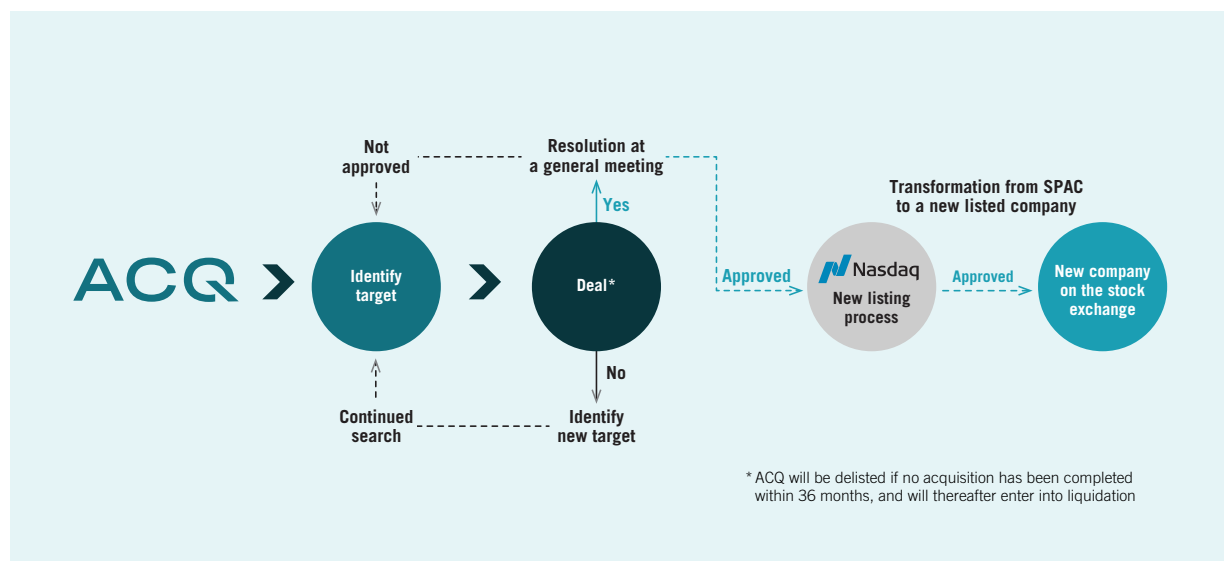 Not
approved
Resolution at
a general meeting
Yes
Transformation from SPAC
to a new listed company
ACQ
Identify
target
Deal*
Approved
Nasdaq
New listing
process
Approved
New company
on the stock
exchange
No
Continued
search
Identify
new target
* ACQ will be delisted if no acquisition has been completed
within 36 months, and will thereafter enter into liquidation